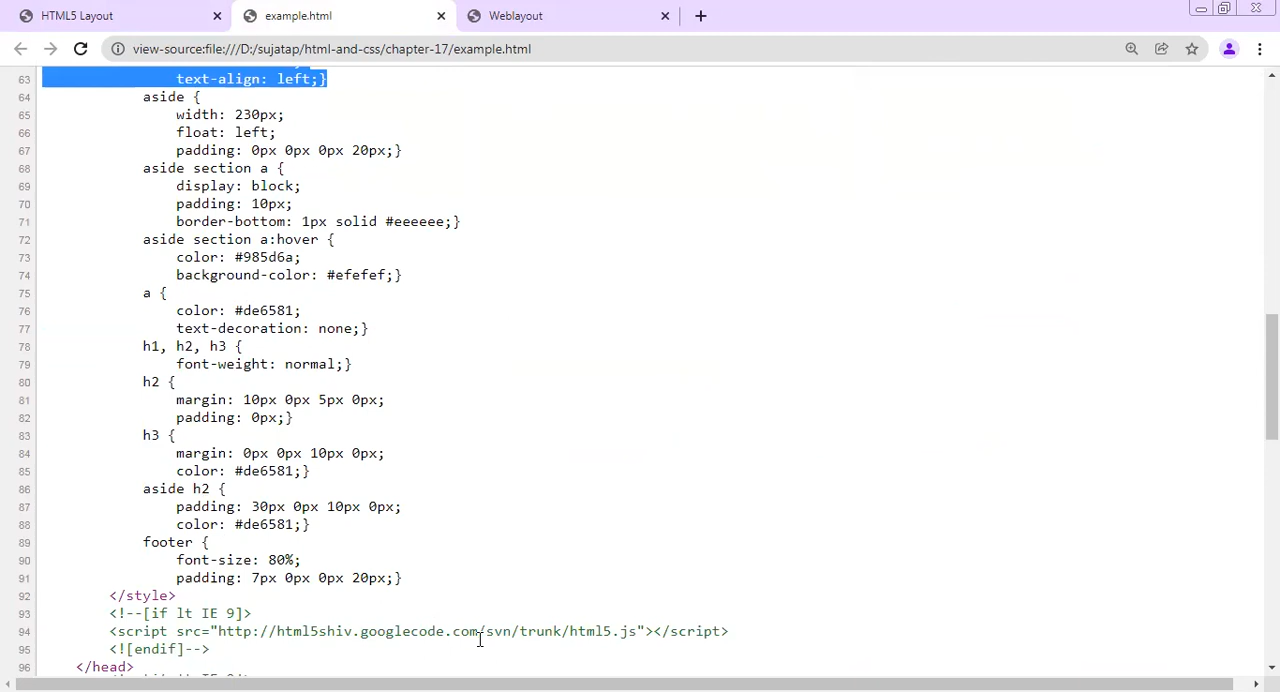 HTML5 Layout
example.html
Weblayout
view-source:file:///D:/sujatap/html-and-css/chapter-17/example.html
63 text-align: left;}
64 aside {
65 width: 230px;
66 float: left;
67 padding: 0px 0px 0px 20px;}
68 aside section a {
69 display: block;
70 padding: 10px;
71 border-bottom: 1px solid #eeeeee;}
72 aside section a:hover {
73 color: #985d6a;
74 background-color: #efefef;}
75 a {
76 color: #de6581;
77 text-decoration: none;}
78 h1, h2, h3 {
79 font-weight: normal;}
80 h2 {
81 margin: 10px 0px 5px 0px;
82 padding: 0px;}
83 h3 {
84 margin: 0px 0px 10px 0px;
85 color: #de6581;}
86 aside h2 {
87 padding: 30px 0px 10px 0px;
88 color: #de6581;}
89 footer {
90 font-size: 80%;
91 padding: 7px 0px 0px 20px;}
92 </style>
93 <!--[if lt IE 9]>
94 <script src="http://html5shiv.googlecode.com/svn/trunk/html5.js"></script>
95 <![endif]-->
96 </head>